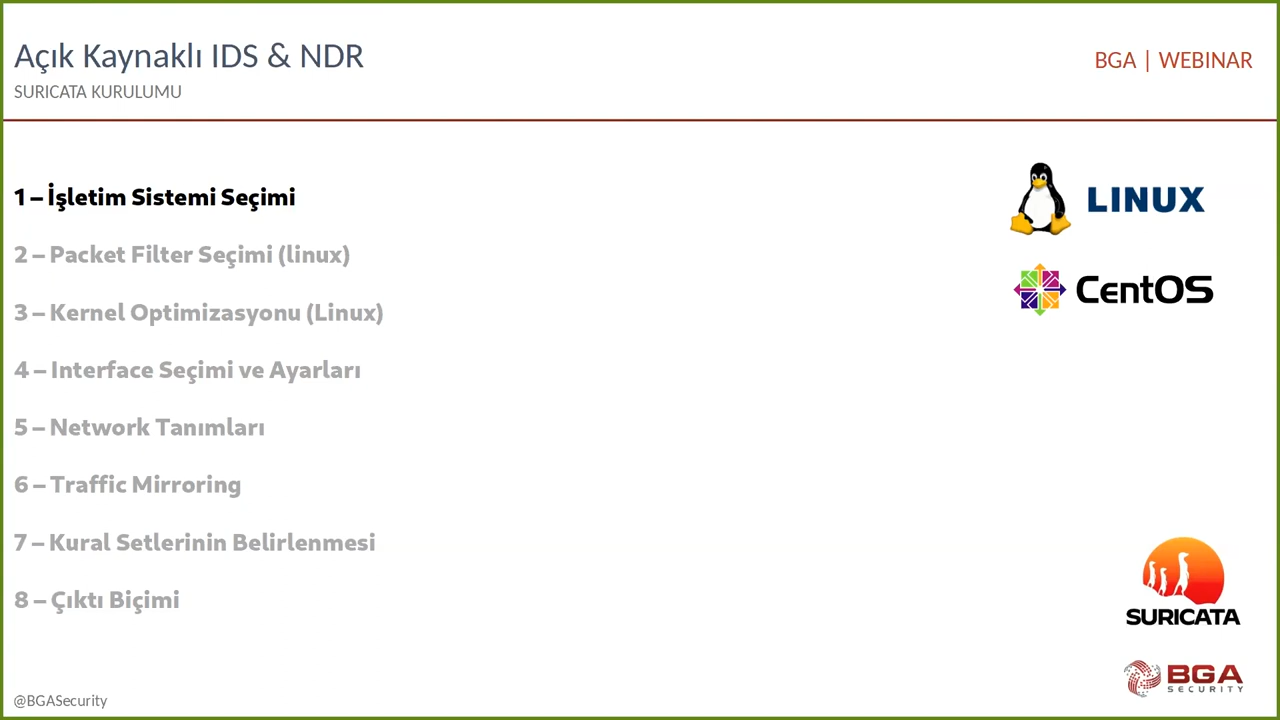 Açık Kaynaklı IDS & NDR
BGA | WEBINAR
SURICATA KURULUMU
1 – İşletim Sistemi Seçimi
LINUX
2 – Packet Filter Seçimi (linux)
CentOS
3 – Kernel Optimizasyonu (Linux)
4 – Interface Seçimi ve Ayarları
5 – Network Tanımları
6 – Traffic Mirroring
7 – Kural Setlerinin Belirlenmesi
8 – Çıktı Biçimi
SURICATA
BGA
SECURITY
@BGASecurity